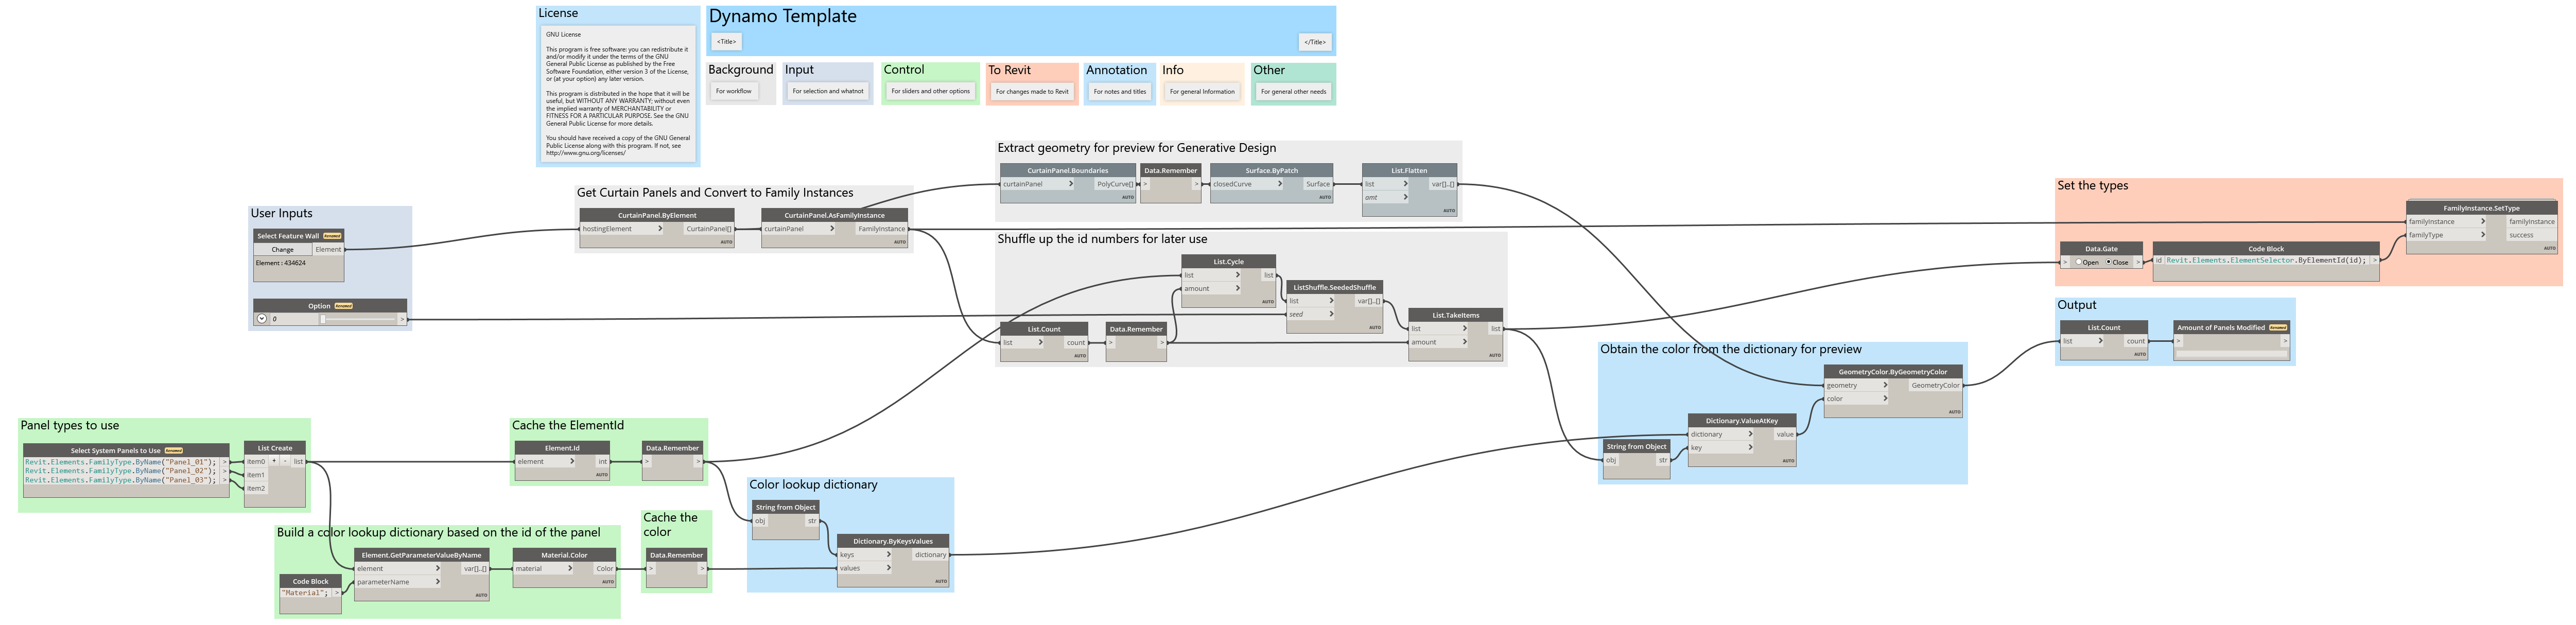 License
GNU License
This program is free software: you can redistribute it
and/or modify it under the terms of the GNU
General Public License as published by the Free
Software Foundation, either version 3 of the License,
or (at your option) any later version.
This program is distributed in the hope that it will be
useful, but WITHOUT ANY WARRANTY; without even
the implied warranty of MERCHANTABILITY or
FITNESS FOR A PARTICULAR PURPOSE. See the GNU
General Public License for more details.
You should have received a copy of the GNU General
Public License along with this program. If not, see
http://www.gnu.org/licenses/
Dynamo Template
<Title>
</Title>
Background
For workflow
Input
For selection and whatnot
Control
For sliders and other options
To Revit
For changes made to Revit
Annotation
For notes and titles
Info
For general Information
Other
For general other needs
User Inputs
Select Feature Wall Renamed
Change Element
Element : 434624
Option Renamed
0 >
Get Curtain Panels and Convert to Family Instances
CurtainPanel.ByElement
hostingElement > CurtainPanel[]
AUTO
CurtainPanel.AsFamilyInstance
curtainPanel > FamilyInstance
AUTO
Extract geometry for preview for Generative Design
CurtainPanel.Boundaries
curtainPanel > PolyCurve[]
AUTO
Data.Remember
> >
Surface.ByPatch
closedCurve > Surface
AUTO
List.Flatten
list > var[]..[]
amt
AUTO
Shuffle up the id numbers for later use
List.Cycle
list > list
amount >
AUTO
ListShuffle.SeededShuffle
list > var[]..[]
seed >
AUTO
List.Count
list > count
AUTO
Data.Remember
> >
List.TakeItems
list > list
amount >
AUTO
Set the types
FamilyInstance.SetType
familyInstance > familyInstance
familyType > success
AUTO
Data.Gate
> Open Close >
Code Block
id Revit.Elements.ElementSelector.ByElementId(id); >
Output
List.Count
list > count
AUTO
Amount of Panels Modified Renamed
> >
Obtain the color from the dictionary for preview
GeometryColor.ByGeometryColor
geometry > GeometryColor
color >
AUTO
Dictionary.ValueAtKey
dictionary > value
key >
AUTO
String from Object
obj str
Panel types to use
Select System Panels to Use Renamed
Revit.Elements.FamilyType.ByName("Panel_01"); >
Revit.Elements.FamilyType.ByName("Panel_02"); >
Revit.Elements.FamilyType.ByName("Panel_03"); >
List Create
item0 + - list
item1
item2
Cache the ElementId
Element.Id
element > int
AUTO
Data.Remember
> >
Color lookup dictionary
String from Object
obj str
Dictionary.ByKeysValues
keys > dictionary
values >
AUTO
Build a color lookup dictionary based on the id of the panel
Element.GetParameterValueByName
element > var[]..[]
parameterName >
AUTO
Code Block
"Material"; >
Material.Color
material > Color
AUTO
Cache the
color
Data.Remember
> >